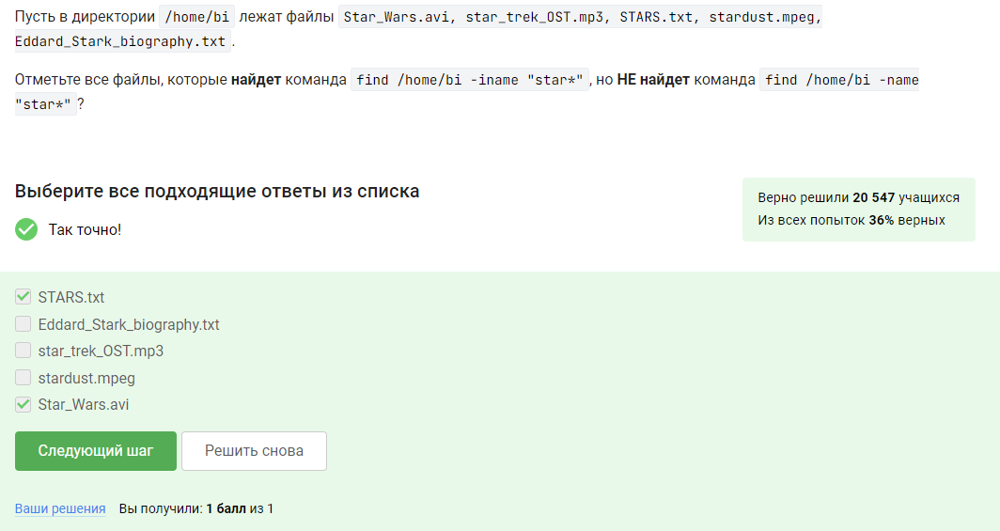 Пусть в директории /home/bi лежат файлы Star_Wars.avi, star_trek_OST.mp3, STARS.txt, stardust.mpeg,
Eddard_Stark_biography.txt.
Отметьте все файлы, которые найдет команда find /home/bi -iname "star*", но НЕ найдет команда find /home/bi -name
"star*"?
Выберите все подходящие ответы из списка
Верно решили 20 547 учащихся
Из всех попыток 36% верных
Так точно!
STARS.txt
Eddard_Stark_biography.txt
star_trek_OST.mp3
stardust.mpeg
Star_Wars.avi
Следующий шаг Решить снова
Ваши решения Вы получили: 1 балл из 1